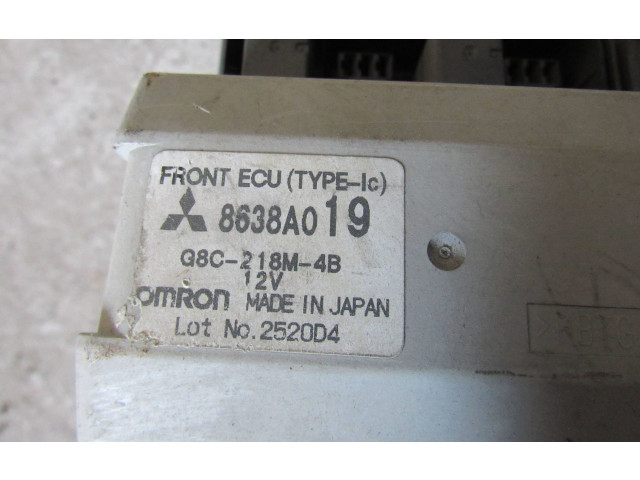 FRONT ECU (TYPE-Ic)
8638A019
G8C-218M-4B
12V
omron MADE IN JAPAN
Lot No.2520D4